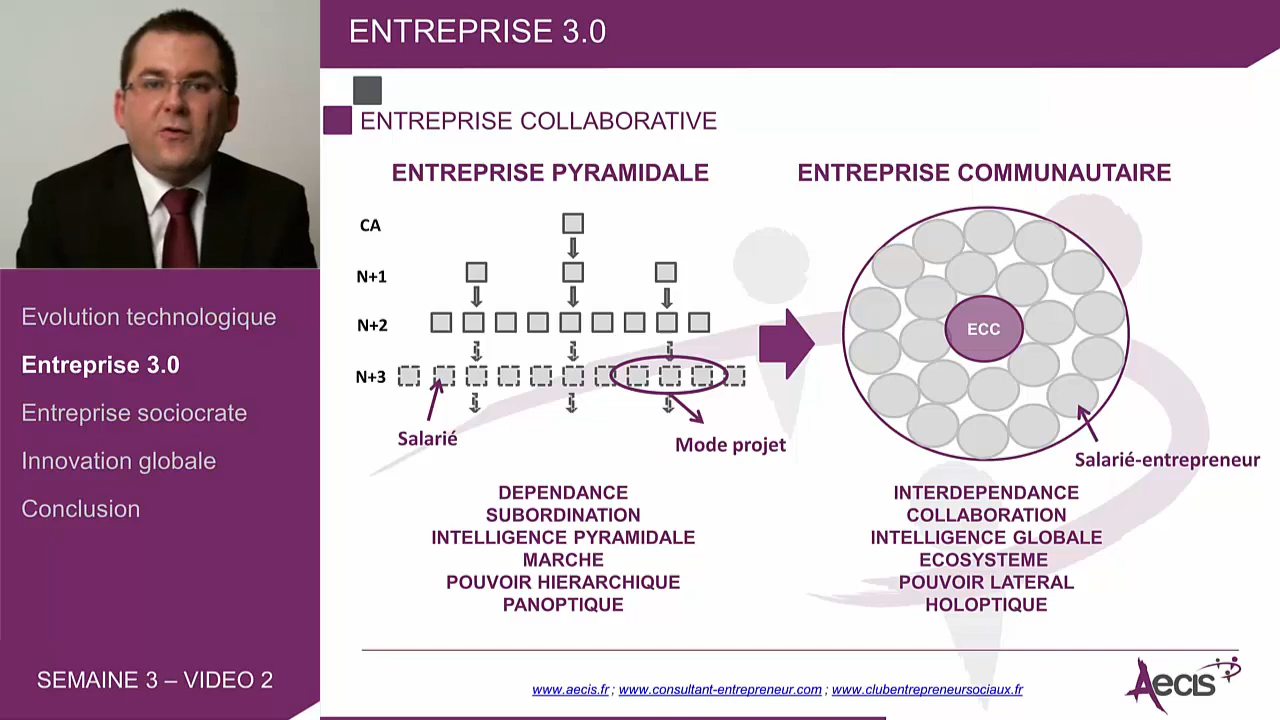 ENTREPRISE 3.0
ENTREPRISE COLLABORATIVE
ENTREPRISE PYRAMIDALE
CA
N+1
N+2
N+3
Salarié
Mode projet
DEPENDANCE
SUBORDINATION
INTELLIGENCE PYRAMIDALE
MARCHE
POUVOIR HIERARCHIQUE
PANOPTIQUE
ENTREPRISE COMMUNAUTAIRE
ECC
Salarié-entrepreneur
INTERDEPENDANCE
COLLABORATION
INTELLIGENCE GLOBALE
ECOSYSTEME
POUVOIR LATERAL
HOLOPTIQUE
Evolution technologique
Entreprise 3.0
Entreprise sociocrate
Innovation globale
Conclusion
SEMAINE 3 – VIDEO 2
www.aecis.fr ; www.consultant-entrepreneur.com ; www.clubentrepreneursociaux.fr
Aecis